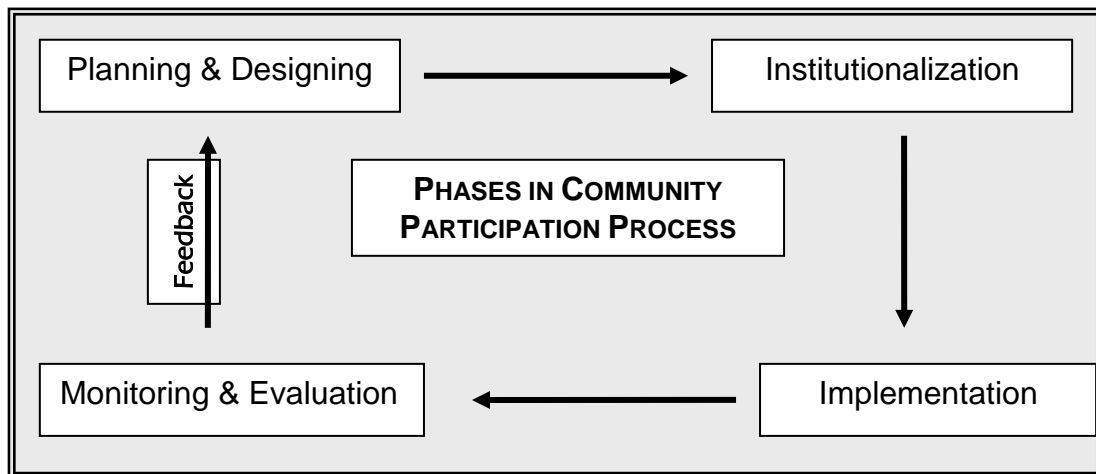 Planning & Designing
Institutionalization
PHASES IN COMMUNITY
PARTICIPATION PROCESS
Feedback
Monitoring & Evaluation
Implementation